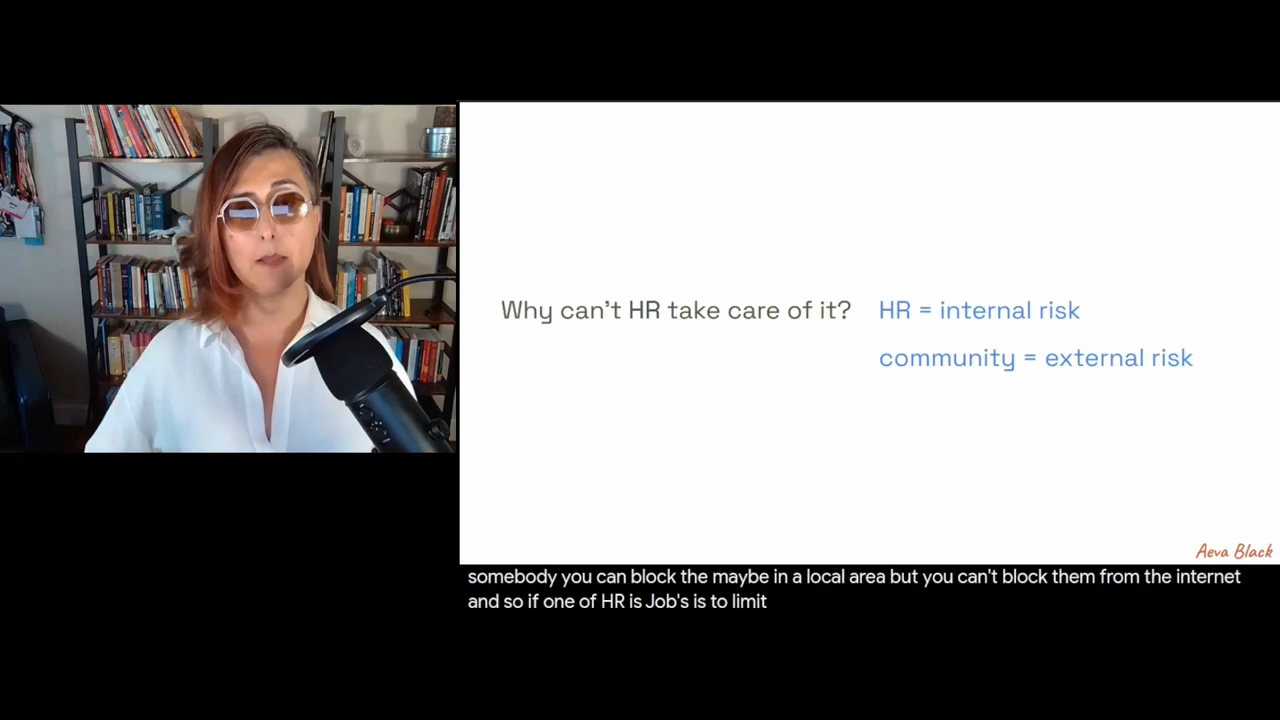 Why can't HR take care of it? HR = internal risk
community = external risk
Aeva Black
somebody you can block the maybe in a local area but you can't block them from the internet
and so if one of HR is Job's is to limit